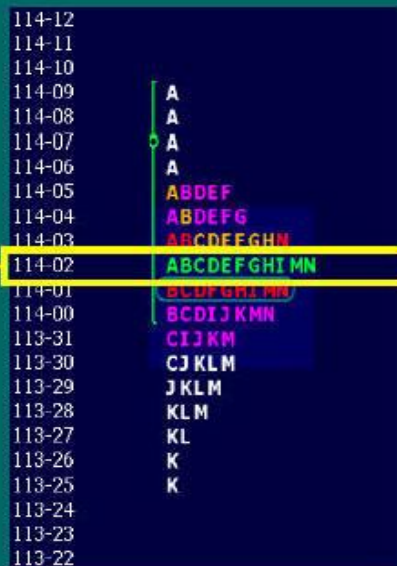 114-12
114-11
114-10
114-09 A
114-08 A
114-07 A
114-06 A
114-05 ABDEF
114-04 ABDEFG
114-03 ABCDEFGHN
114-02 ABCDEFGHIMN
114-01 BCDFGHIMN
114-00 BCDIJKMN
113-31 CIJKM
113-30 CJKLM
113-29 JKLM
113-28 KLM
113-27 KL
113-26 K
113-25 K
113-24
113-23
113-22